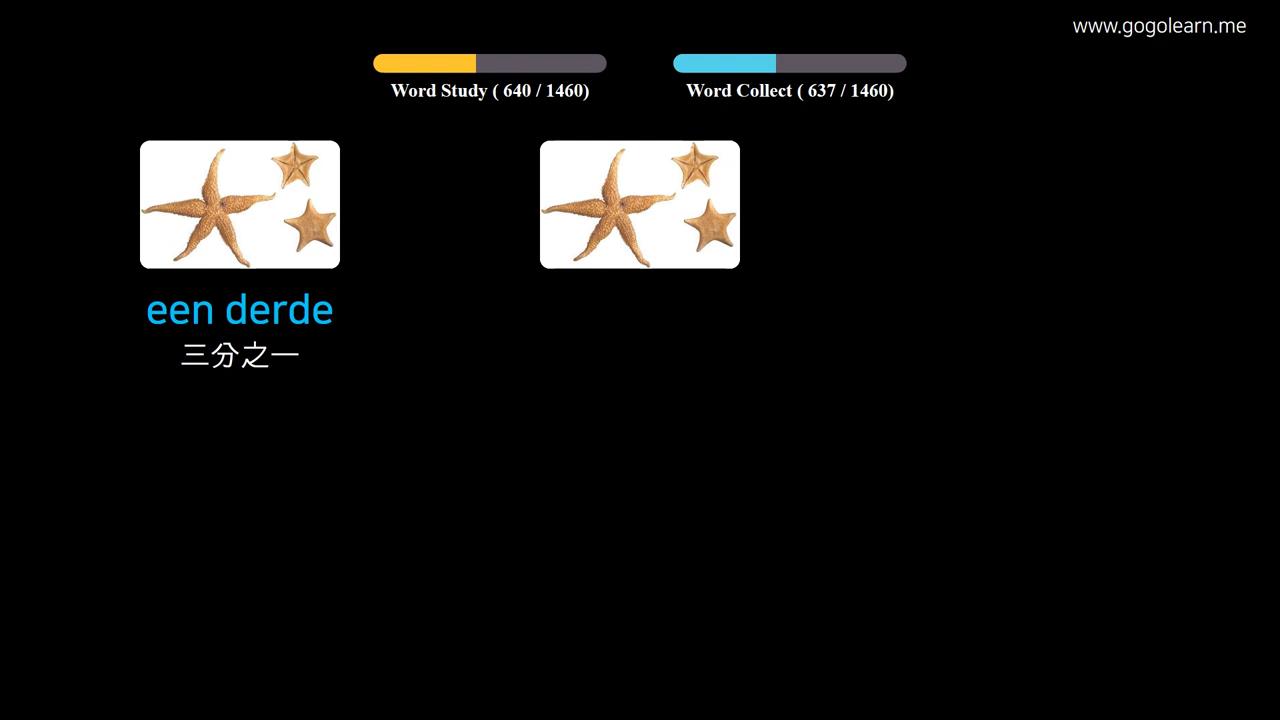 www.gogolearn.me
Word Study ( 640 / 1460)
Word Collect ( 637 / 1460)
een derde
三分之一